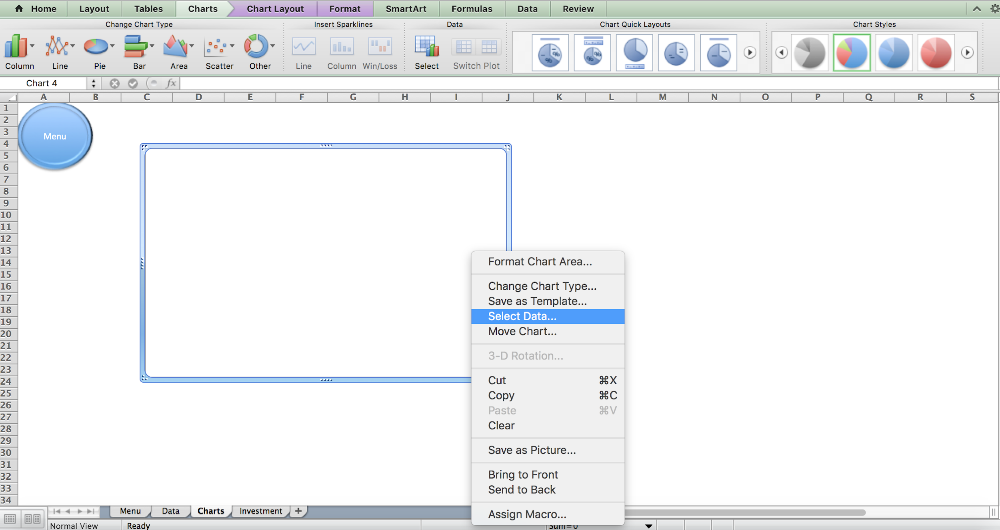 Home Layout Tables Charts Chart Layout Format SmartArt Formulas Data Review
Change Chart Type Insert Sparklines Data Chart Quick Layouts Chart Styles
Column Line Pie Bar Area Scatter Other Line Column Win/Loss Select Switch Plot
Chart 4 fx
A B C D E F G H I J K L M N O P Q R S
1
2
3
Menu
4
5
6
7
8
9
10
11
12
13
14
15
16
17
18
19
20
21
22
23
24
25
26
27
28
29
30
31
32
33
34
Format Chart Area...
Change Chart Type...
Save as Template...
Select Data...
Move Chart...
3-D Rotation...
Cut ⌘X
Copy ⌘C
Paste ⌘V
Clear
Save as Picture...
Bring to Front
Send to Back
Assign Macro...
Menu Data Charts Investment +
Normal View Ready Sum=0